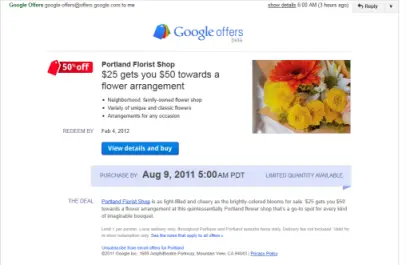 Google Offers google-offers@offers.google.com to me
show details 6:00 AM (3 hours ago)
Reply
Google offers
BETA
50% off
Portland Florist Shop
$25 gets you $50 towards a
flower arrangement
• Neighborhood, family-owned flower shop
• Variety of unique and classic flowers
• Arrangements for any occasion
REDEEM BY
Feb 4, 2012
View details and buy
PURCHASE BY:
Aug 9, 2011 5:00AM PDT
LIMITED QUANTITY AVAILABLE
THE DEAL
Portland Florist Shop is as light-filled and cheery as the brightly-colored blooms for sale. $25 gets you $50
towards a flower arrangement at this quintessentially Portland flower shop that's a go-to spot for every kind
of imaginable bouquet.
Limit 1 per person. Local delivery only, throughout Portland and Portland suburbs
Delivery fee not included. Valid for
in-store subscription only. See the rules that apply to all offers
Unsubscribe from email offers for Portland
©2011 Google Inc. 1600 Amphitheatre Parkway, Mountain View, CA 94043 | Privacy Policy